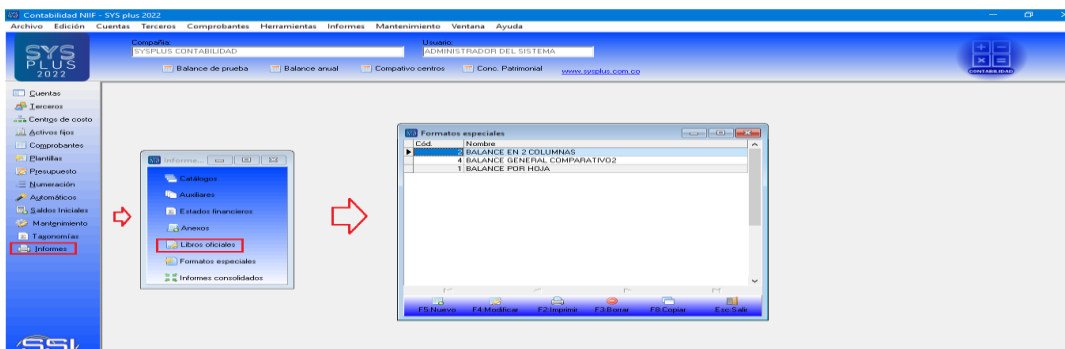 Contabilidad NIIF - SYS plus 2022
Archivo Edición Cuentas Terceros Comprobantes Herramientas Informes Mantenimiento Ventana Ayuda
SYS
PLUS
2022
Compañía:
SYSPLUS CONTABILIDAD
Usuario:
ADMINISTRADOR DEL SISTEMA
Balance de prueba Balance anual Compativo centros Conc. Patrimonial www.sysplus.com.co
CONTABILIDAD
Cuentas
Terceros
Centros de costo
Activos fijos
Comprobantes
Plantillas
Presupuesto
Numeración
Automáticos
Saldos Iniciales
Mantenimiento
Taxonomías
Informes
SSI
Informe...
Catálogos
Auxiliares
Estados financieros
Anexos
Libros oficiales
Formatos especiales
Informes consolidados
Formatos especiales
Cód. Nombre
2 BALANCE EN 2 COLUMNAS
4 BALANCE GENERAL COMPARATIVO2
1 BALANCE POR HOJA
F5:Nuevo F4:Modificar F2:Imprimir F3:Borrar F8:Copiar Esc:Salir